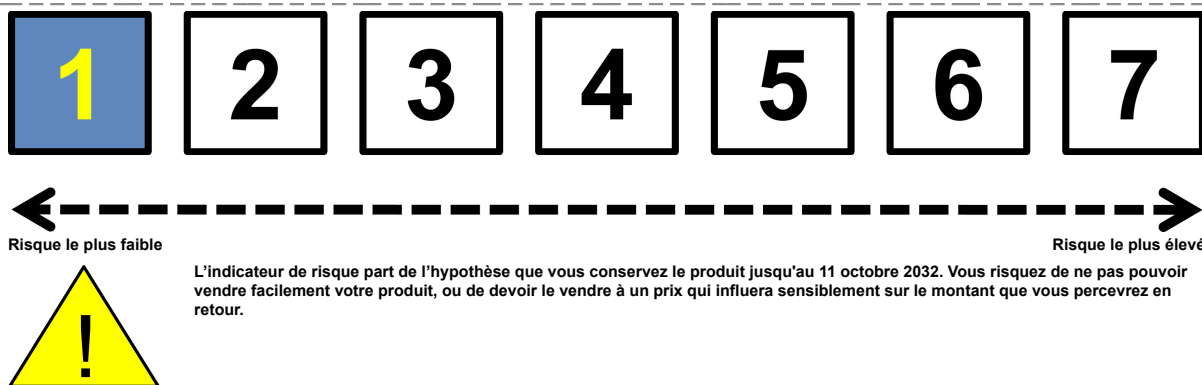 1 2 3 4 5 6 7
Risque le plus faible Risque le plus élevé
L’indicateur de risque part de l’hypothèse que vous conservez le produit jusqu'au 11 octobre 2032. Vous risquez de ne pas pouvoir
vendre facilement votre produit, ou de devoir le vendre à un prix qui influera sensiblement sur le montant que vous percevrez en
retour.
!